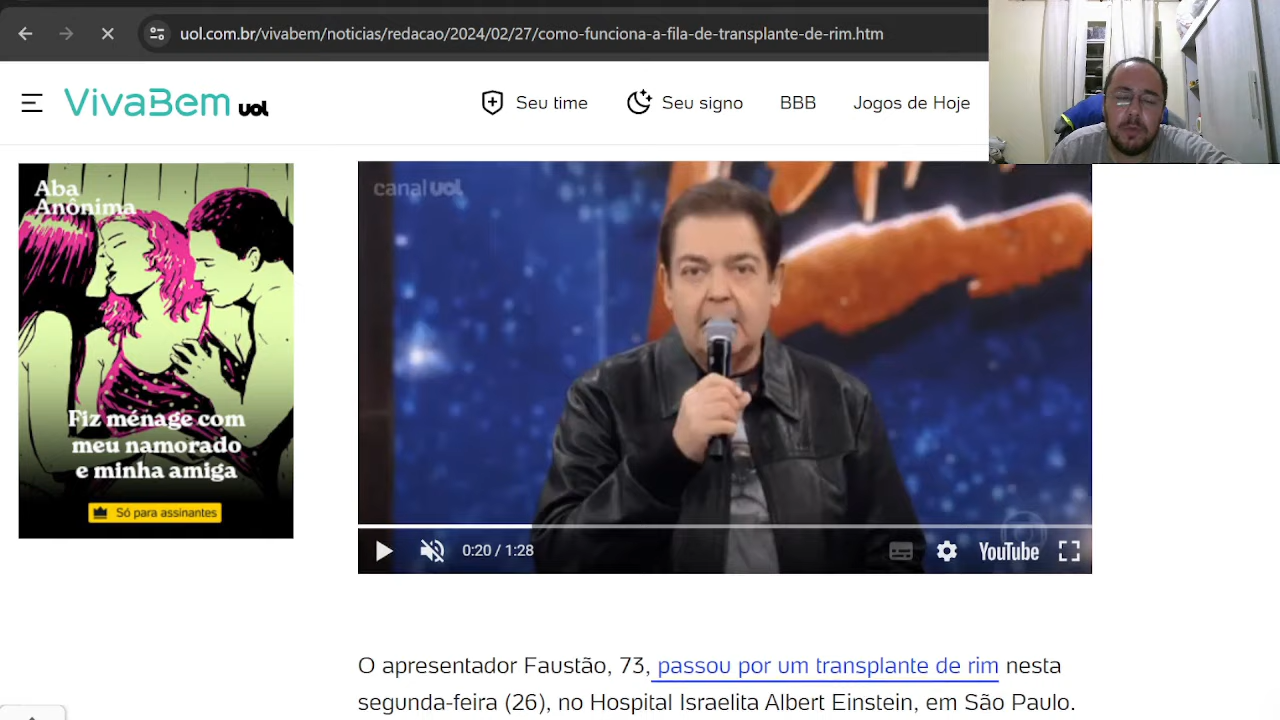 uol.com.br/vivabem/noticias/redacao/2024/02/27/como-funciona-a-fila-de-transplante-de-rim.htm
VivaBem uol
Seu time
Seu signo
BBB
Jogos de Hoje
Aba
Anônima
Fiz ménage com
meu namorado
e minha amiga
Só para assinantes
canal uol
0:20 / 1:28
YouTube
O apresentador Faustão, 73, passou por um transplante de rim nesta
segunda-feira (26), no Hospital Israelita Albert Einstein, em São Paulo.